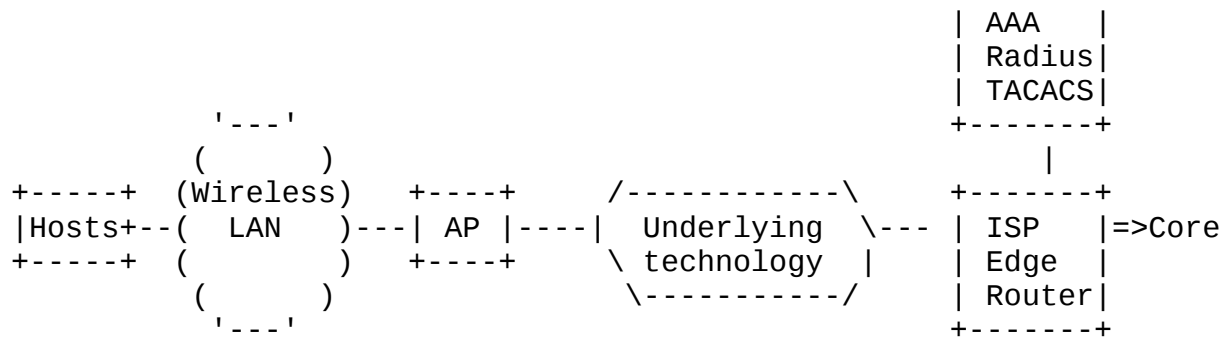 | AAA   |
                                                      | Radius|
                                                      | TACACS|
            '---'                                     +-------+
           (       )                                       |
+-----+  (Wireless)   +----+      /------------\      +-------+
|Hosts+--(  LAN   )---| AP |----|  Underlying  \--- | ISP   |=>Core
+-----+  (        )   +----+     \ technology  |    | Edge  |
           (       )               \-----------/     | Router|
            '---'                                     +-------+